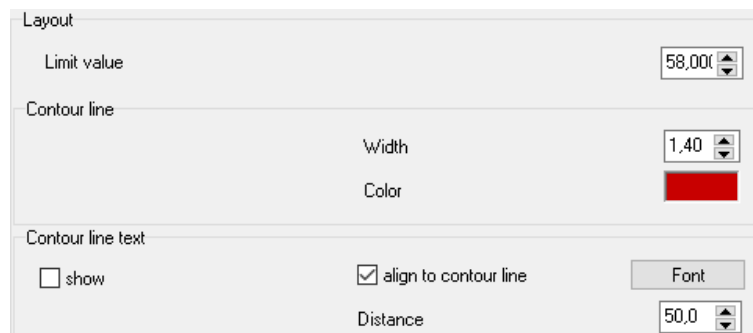 Layout
Limit value 58,00(
Contour line
Width 1,40
Color
Contour line text
show align to contour line Font
Distance 50,0